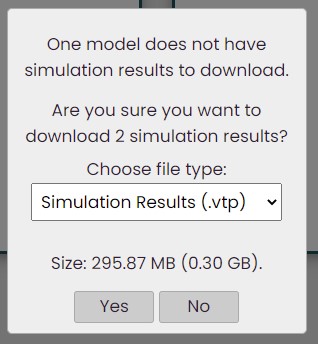 One model does not have
simulation results to download.
Are you sure you want to
download 2 simulation results?
Choose file type:
Simulation Results (.vtp)
Size: 295.87 MB (0.30 GB).
Yes No